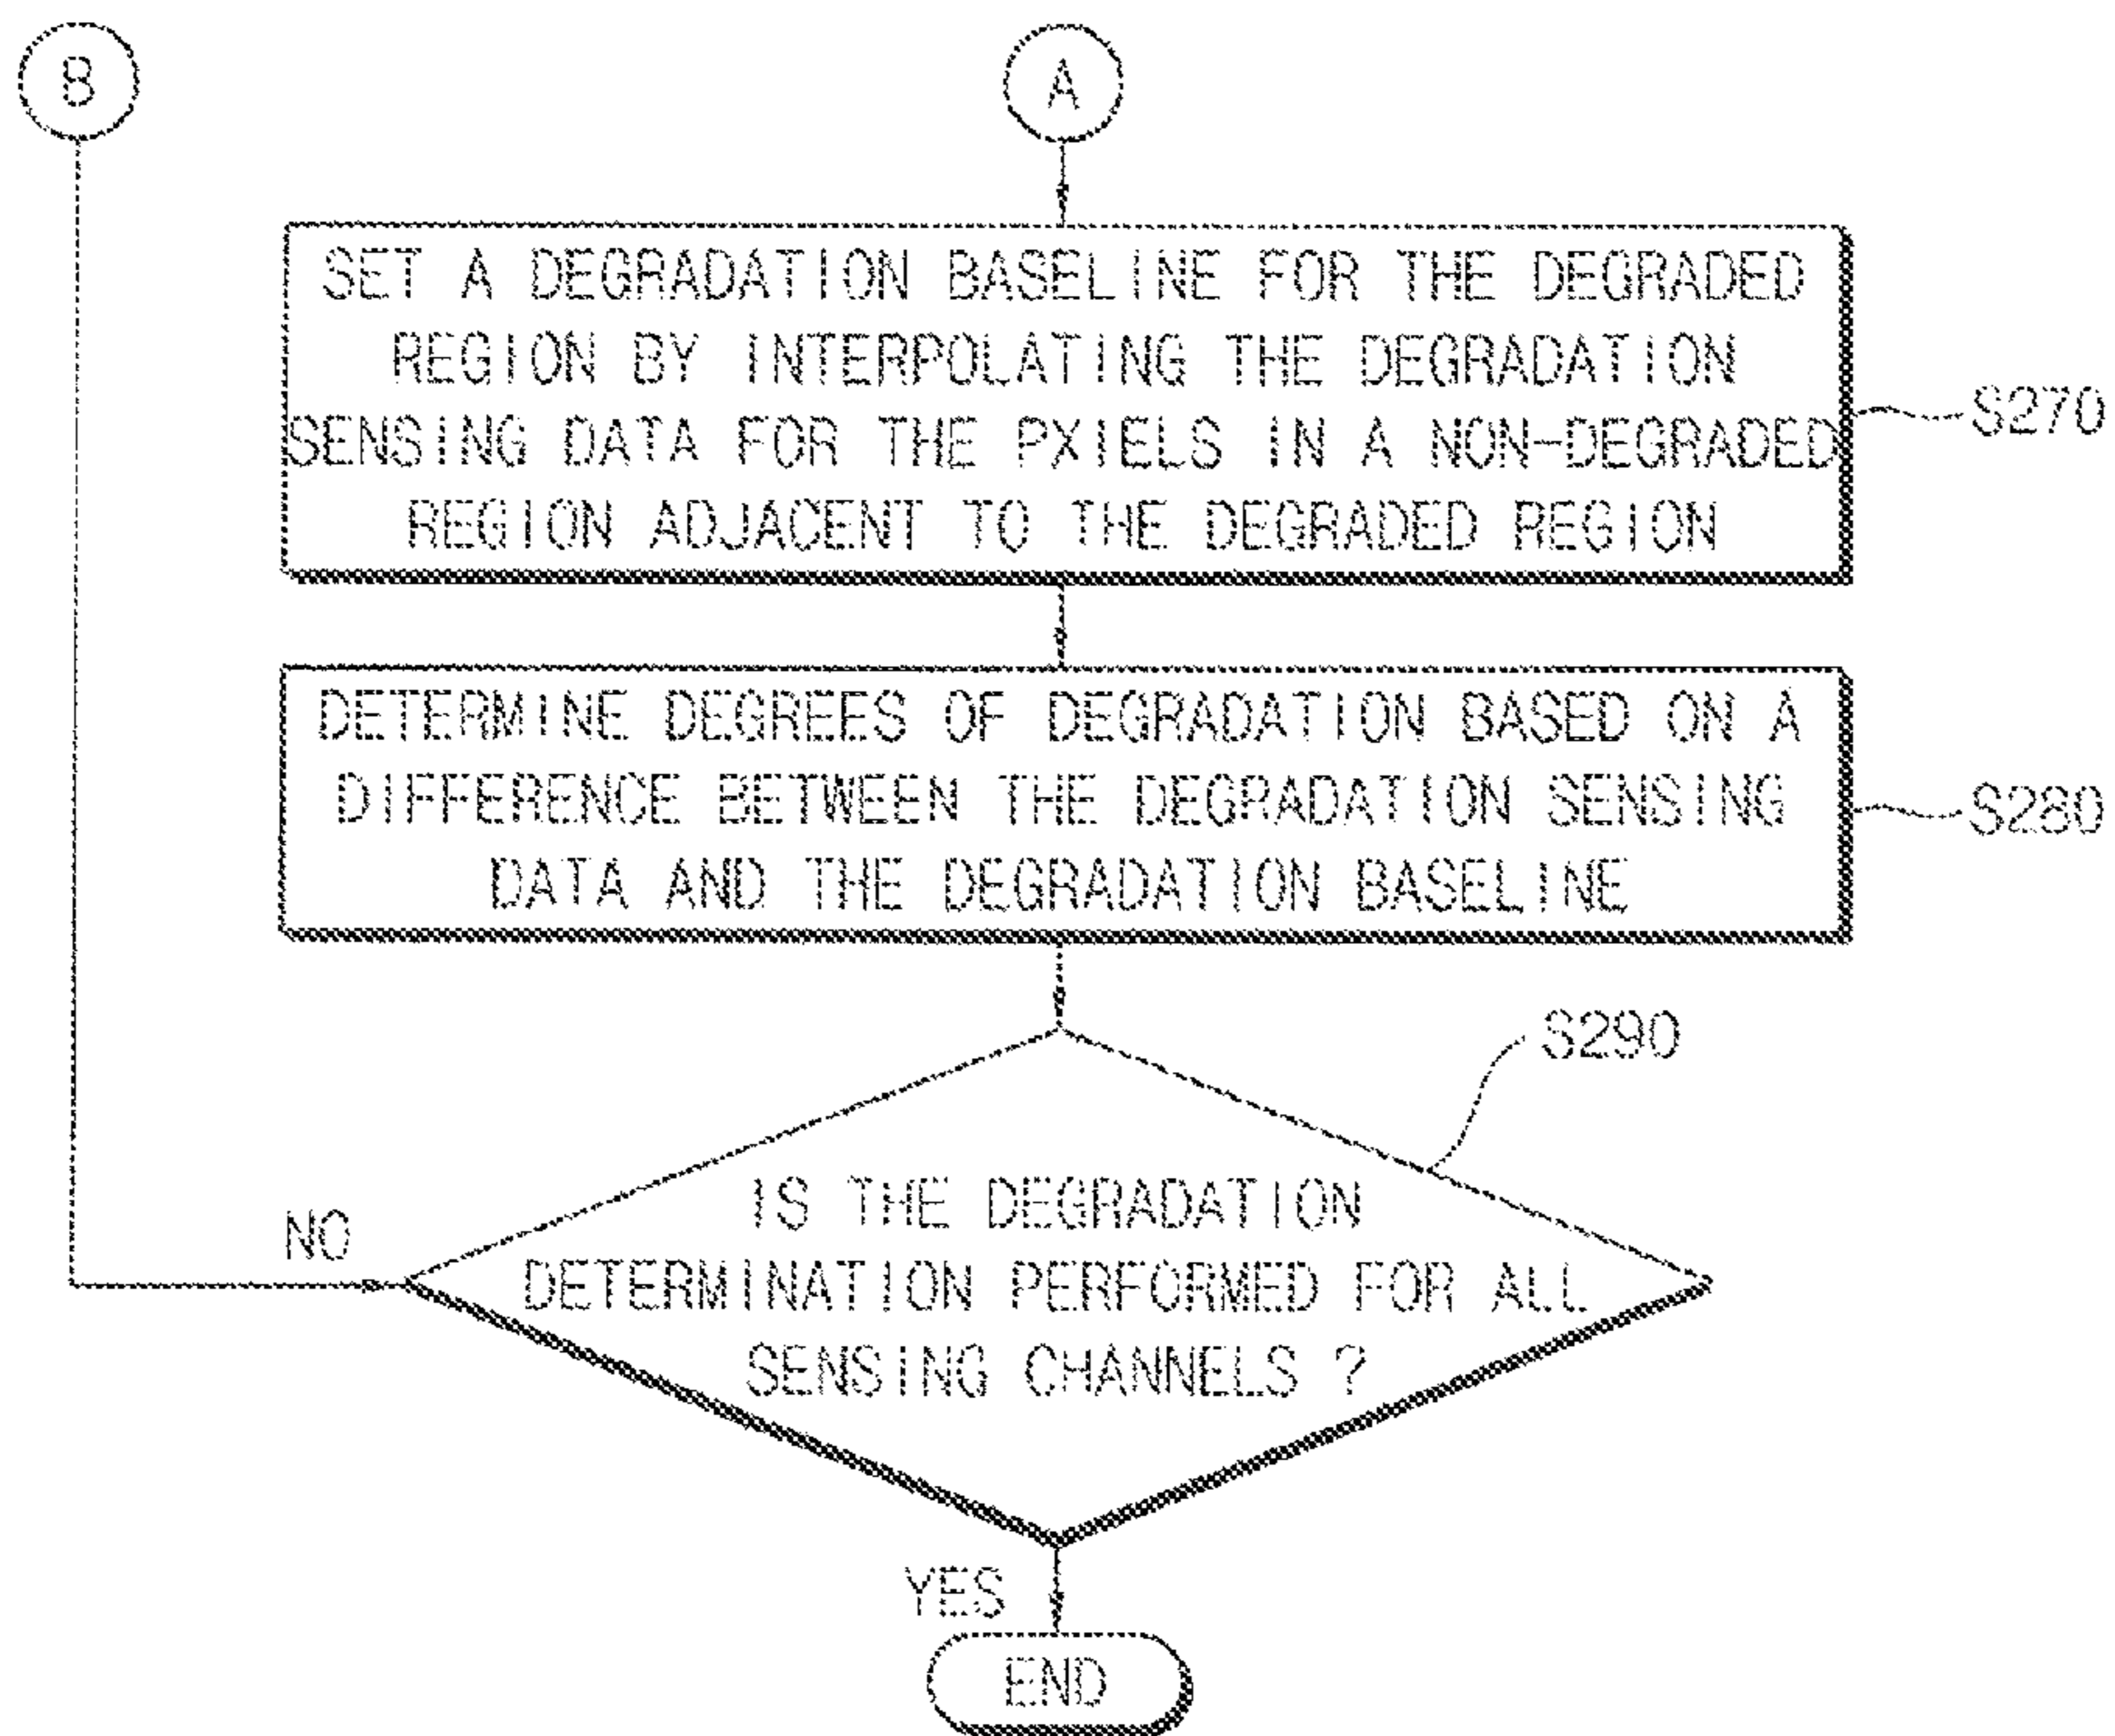 B
A
SET A DEGRADATION BASELINE FOR THE DEGRADED
REGION BY INTERPOLATING THE DEGRADATION
SENSING DATA FOR THE PXIELS IN A NON-DEGRADED
REGION ADJACENT TO THE DEGRADED REGION
S270
DETERMINE DEGREES OF DEGRADATION BASED ON A
DIFFERENCE BETWEEN THE DEGRADATION SENSING
DATA AND THE DEGRADATION BASELINE
S280
S290
IS THE DEGRADATION
DETERMINATION PERFORMED FOR ALL
SENSING CHANNELS ?
NO
YES
END